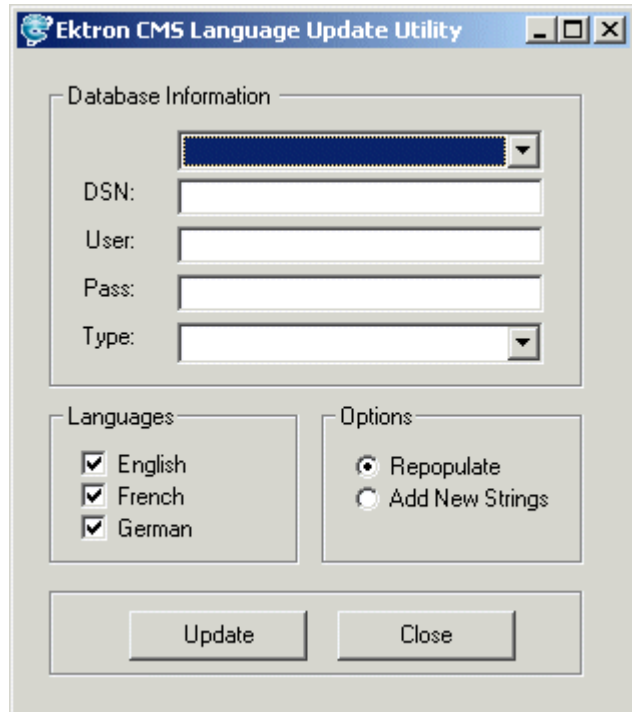 Ektron CMS Language Update Utility
Database Information
DSN:
User:
Pass:
Type:
Languages
English
French
German
Options
Repopulate
Add New Strings
Update
Close